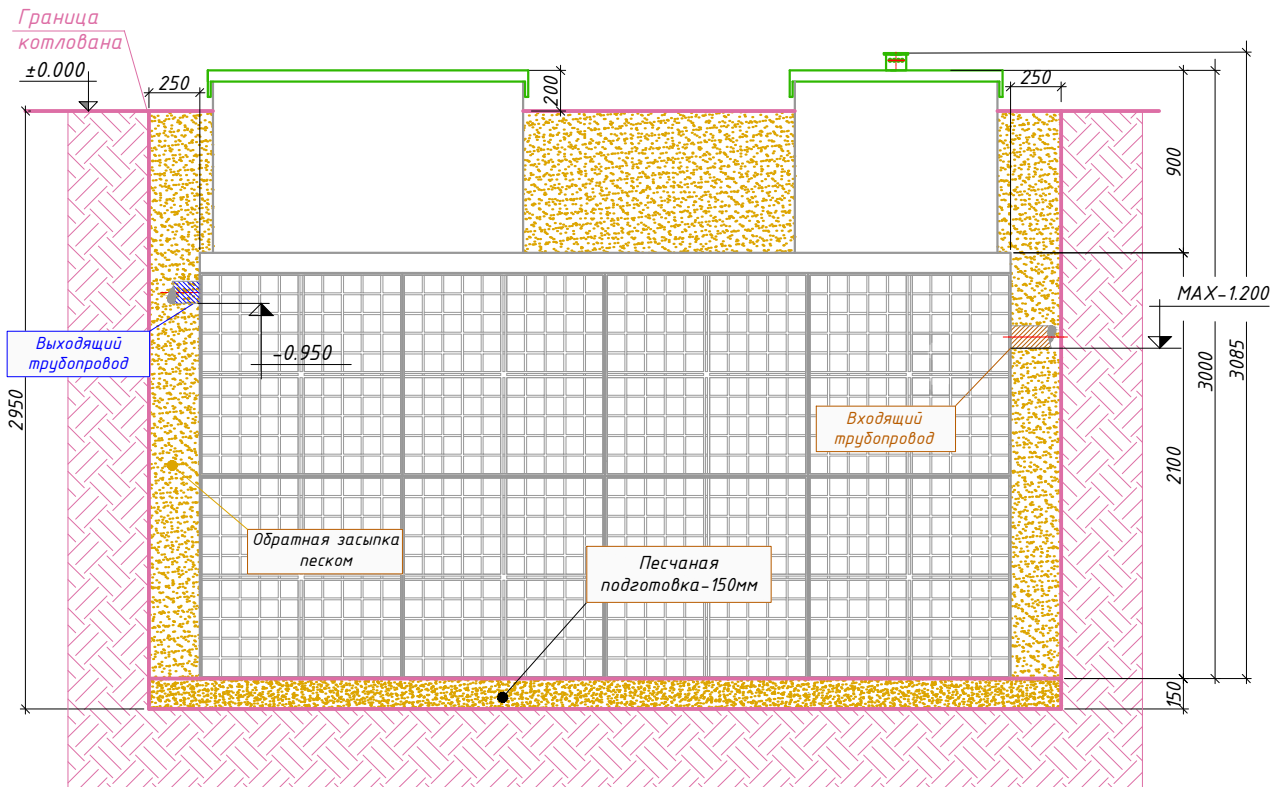 Граница
котлована
±0.000
250
200
250
900
MAX-1.200
3000
3085
Выходящий
трубопровод
-0.950
2950
Входящий
трубопровод
2100
Обратная засыпка
песком
Песчаная
подготовка-150мм
150